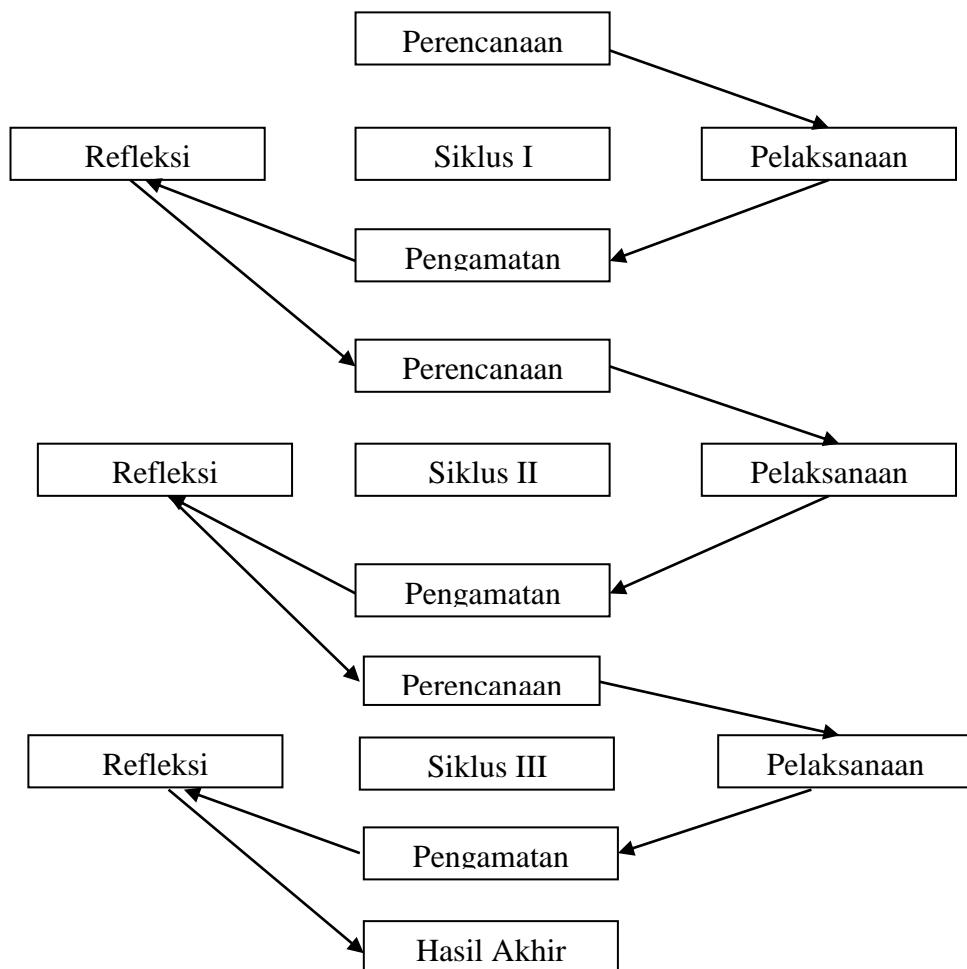 Perencanaan
Refleksi
Siklus I
Pelaksanaan
Pengamatan
Perencanaan
Refleksi
Siklus II
Pelaksanaan
Pengamatan
Perencanaan
Refleksi
Siklus III
Pelaksanaan
Pengamatan
Hasil Akhir